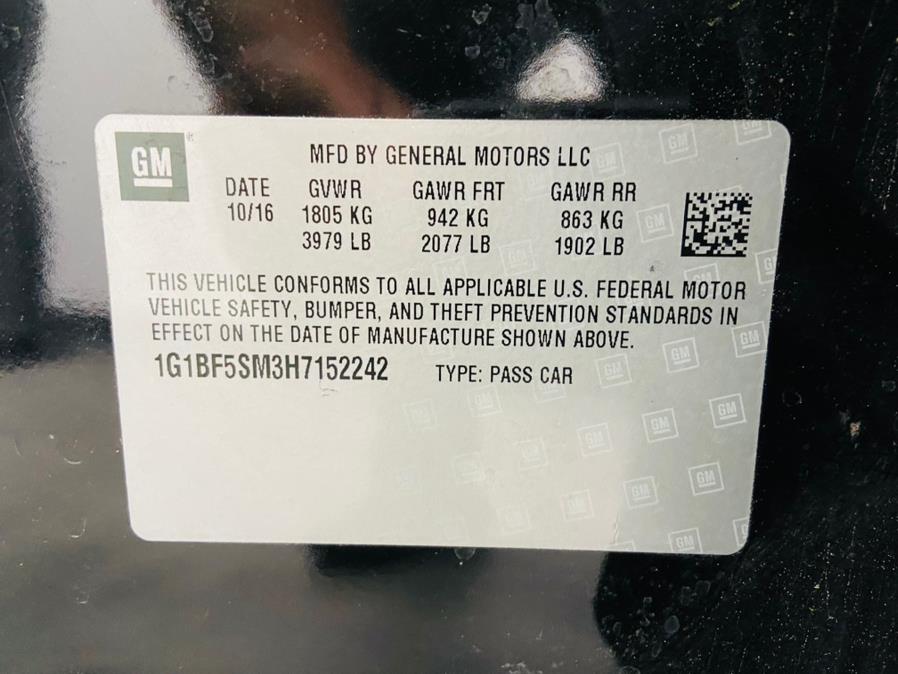 GM
MFD BY GENERAL MOTORS LLC
DATE GVWR GAWR FRT GAWR RR
10/16 1805 KG 942 KG 863 KG
3979 LB 2077 LB 1902 LB
THIS VEHICLE CONFORMS TO ALL APPLICABLE U.S. FEDERAL MOTOR
VEHICLE SAFETY, BUMPER, AND THEFT PREVENTION STANDARDS IN
EFFECT ON THE DATE OF MANUFACTURE SHOWN ABOVE.
1G1BF5SM3H7152242 TYPE: PASS CAR